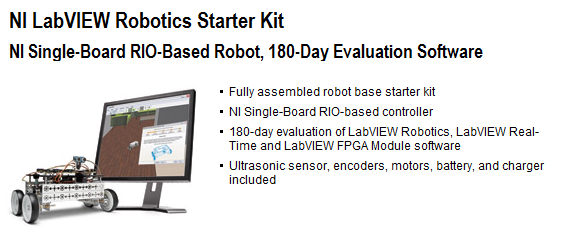 NI LabVIEW Robotics Starter Kit
NI Single-Board RIO-Based Robot, 180-Day Evaluation Software
▪ Fully assembled robot base starter kit
▪ NI Single-Board RIO-based controller
▪ 180-day evaluation of LabVIEW Robotics, LabVIEW Real-
Time and LabVIEW FPGA Module software
▪ Ultrasonic sensor, encoders, motors, battery, and charger
included